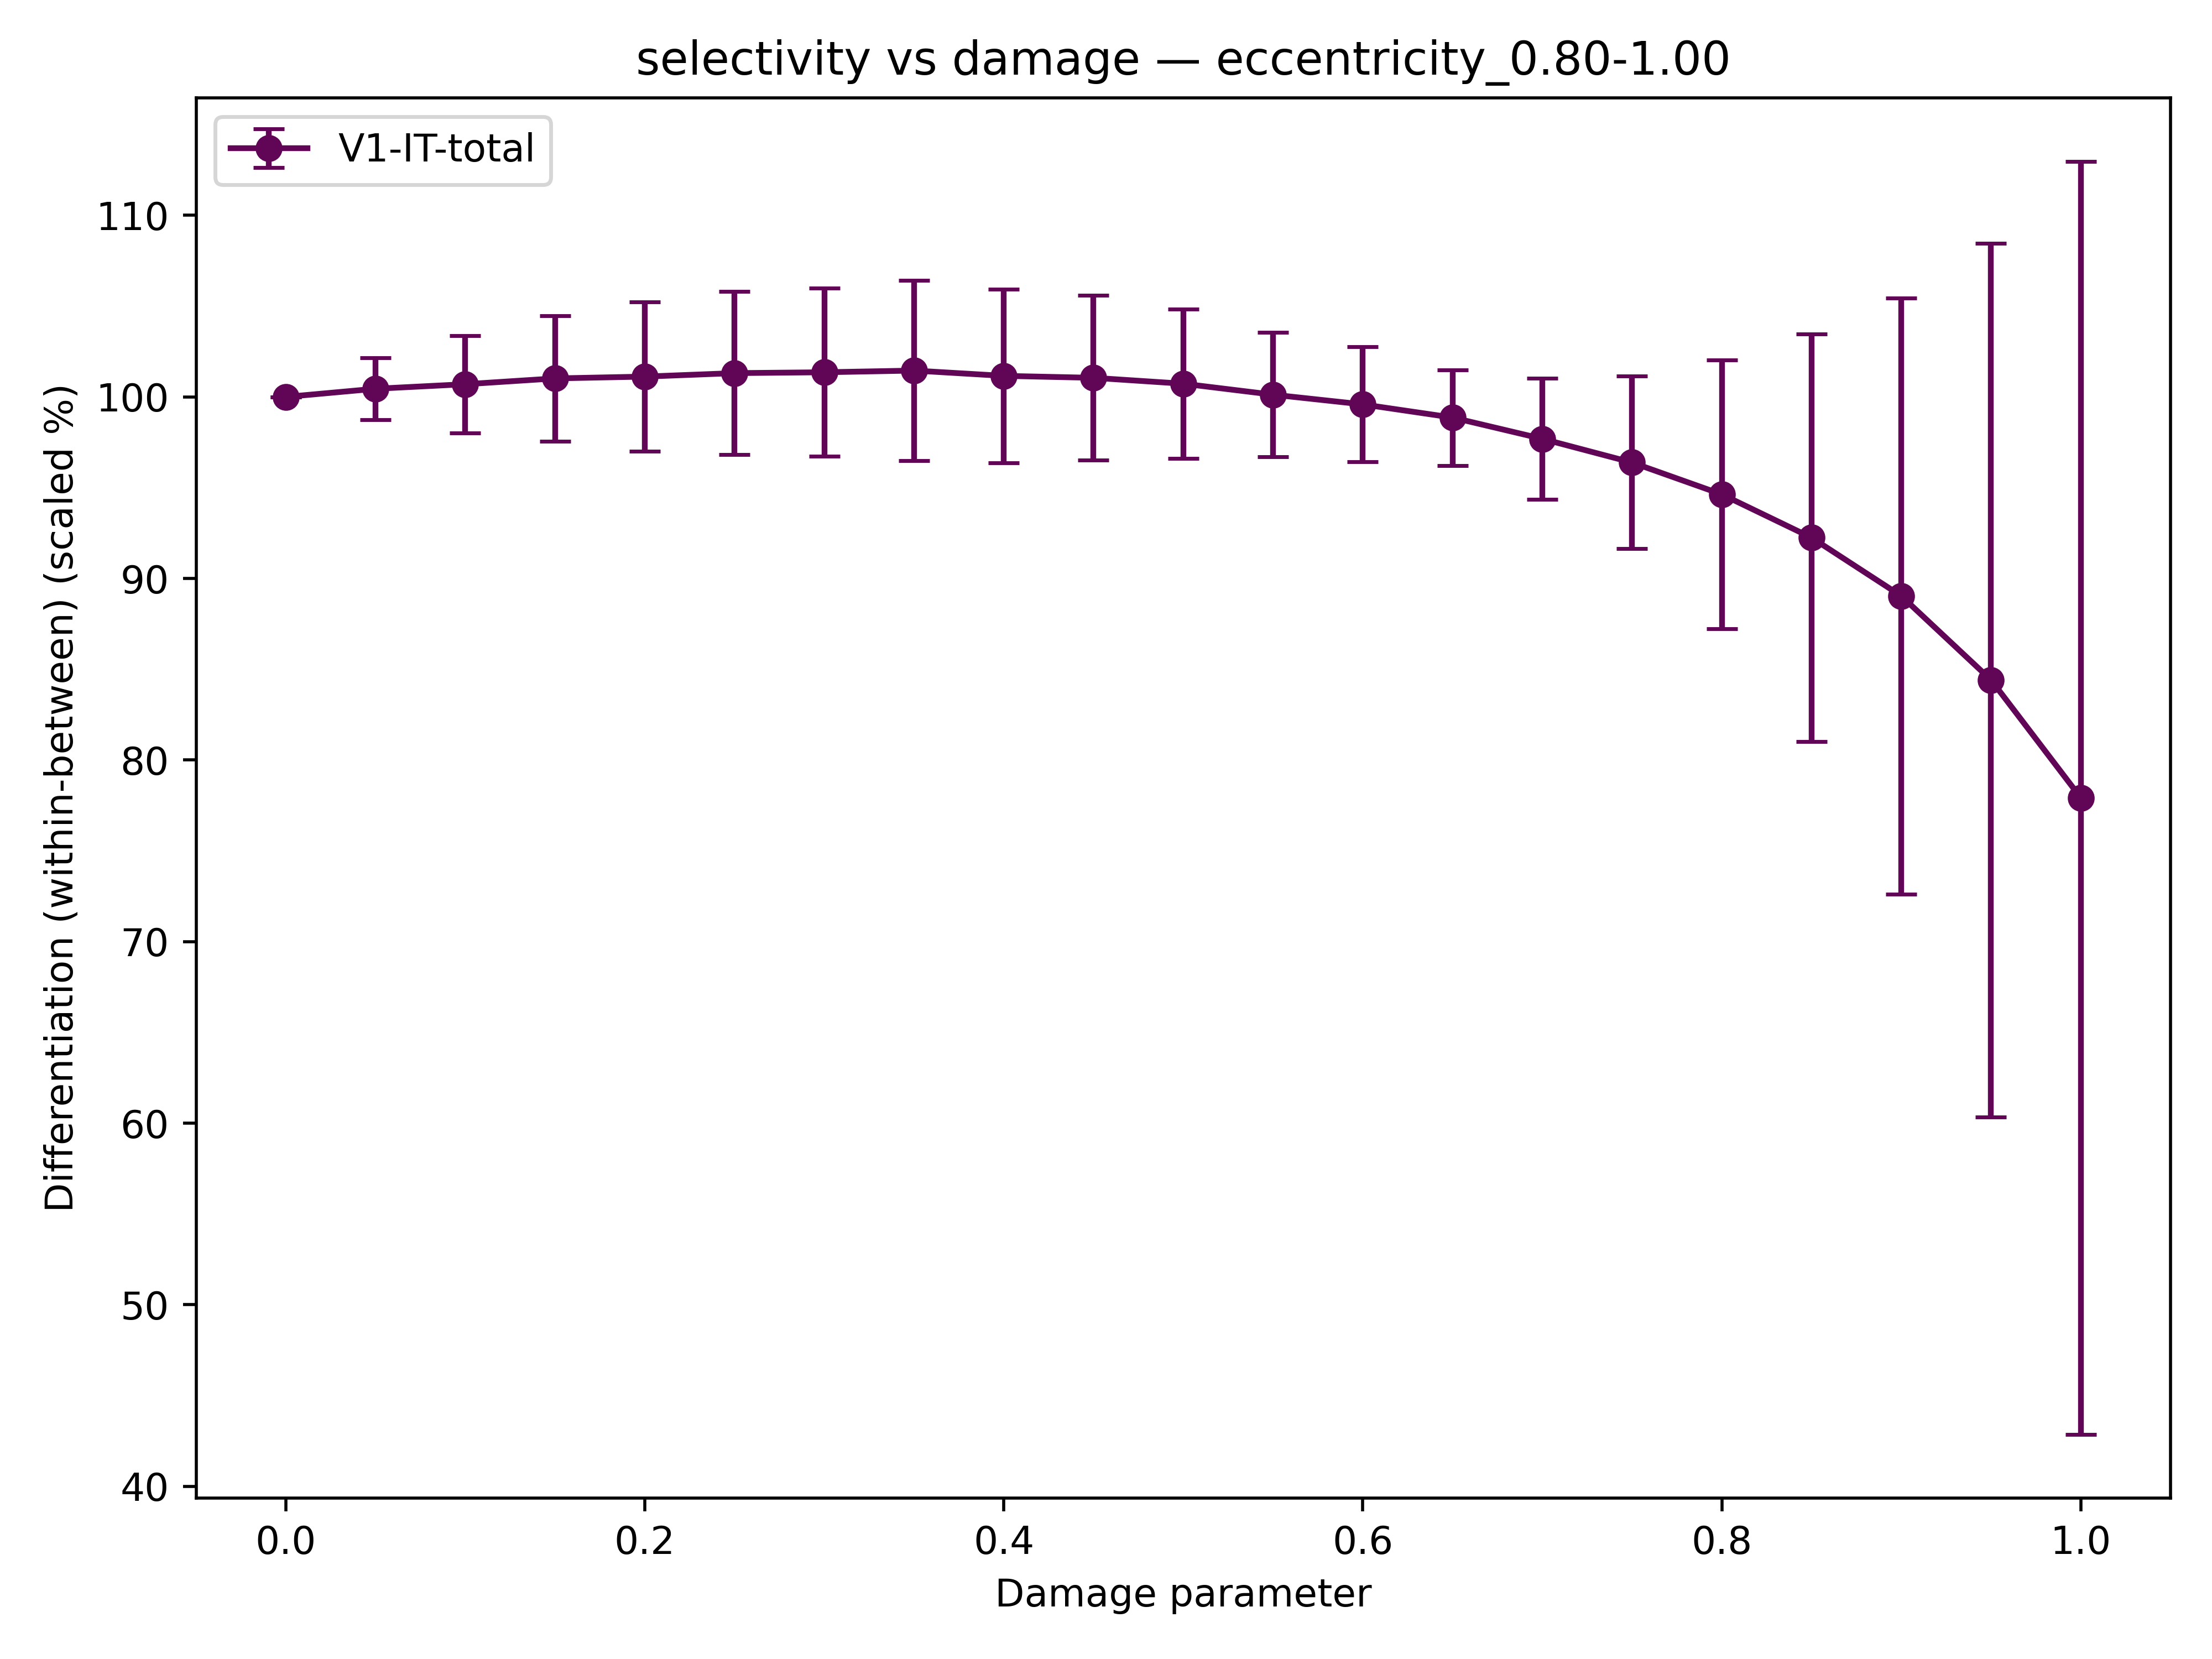 selectivity vs damage — eccentricity_0.80-1.00
V1-IT-total
Differentiation (within-between) (scaled %)
110
100
90
80
70
60
50
40
0.0 0.2 0.4 0.6 0.8 1.0
Damage parameter